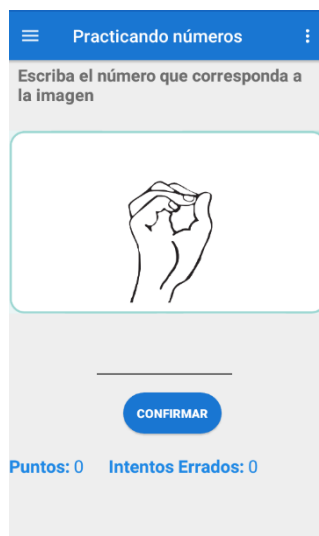 Practicando números
Escriba el número que corresponda a
la imagen
CONFIRMAR
Puntos: 0 Intentos Errados: 0